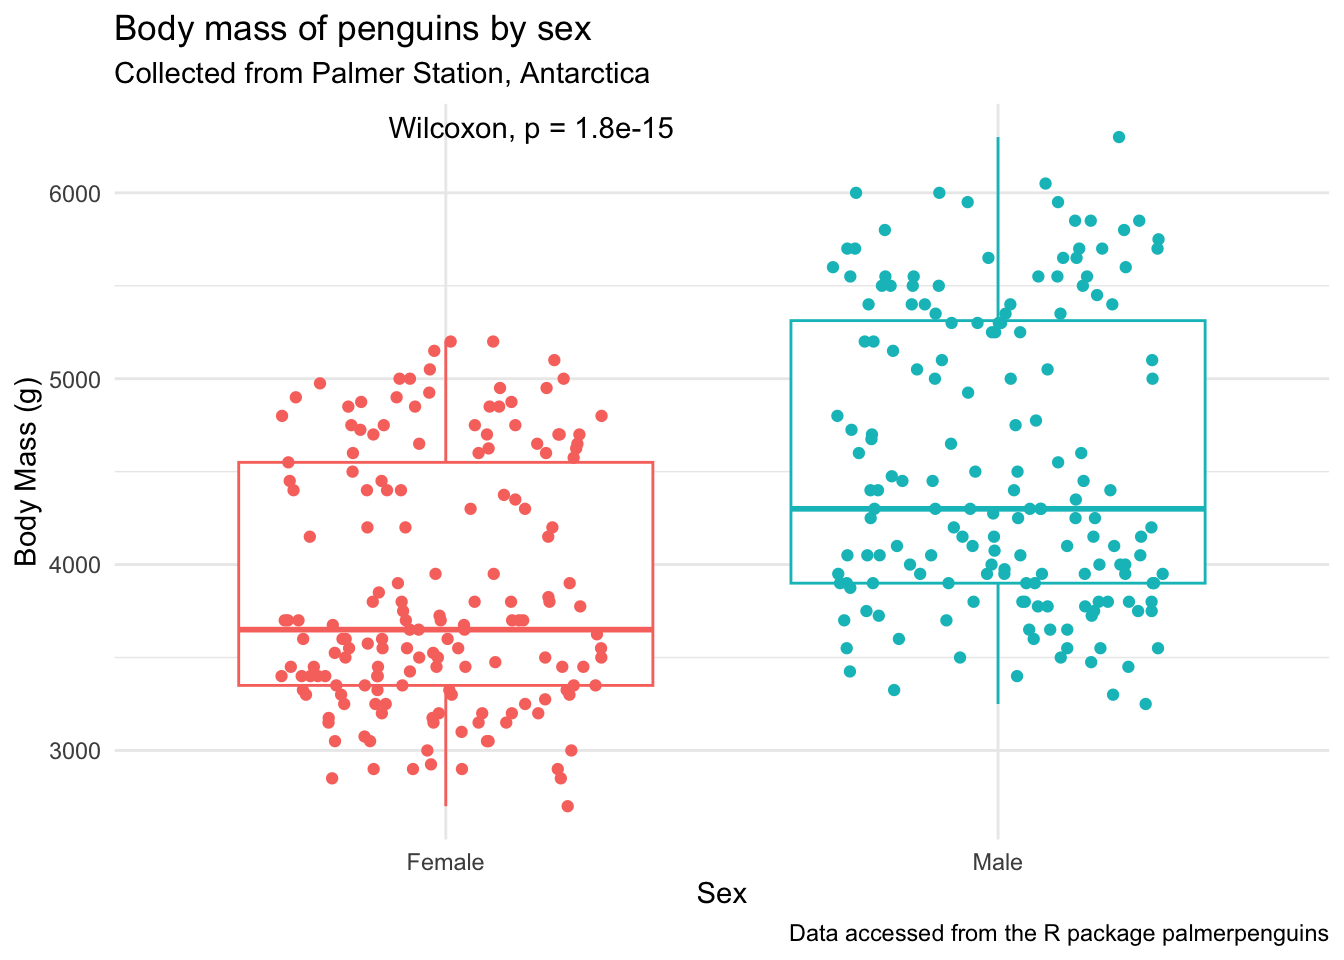 Body mass of penguins by sex
Collected from Palmer Station, Antarctica
Wilcoxon, p = 1.8e-15
6000
5000
4000
3000
Body Mass (g)
Female
Male
Sex
Data accessed from the R package palmerpenguins